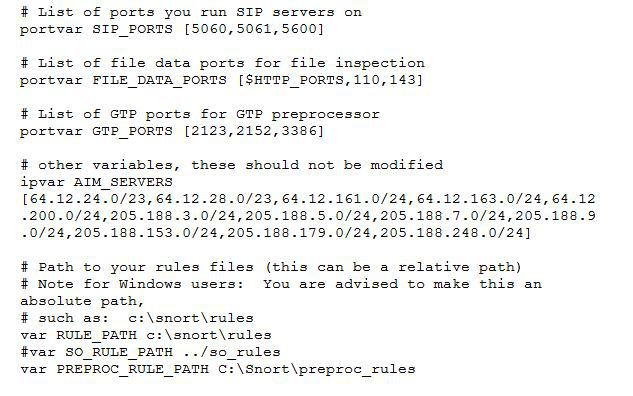 # List of ports you run SIP servers on
portvar SIP_PORTS [5060,5061,5600]
# List of file data ports for file inspection
portvar FILE_DATA_PORTS [$HTTP_PORTS,110,143]
# List of GTP ports for GTP preprocessor
portvar GTP_PORTS [2123,2152,3386]
# other variables, these should not be modified
ipvar AIM_SERVERS
[64.12.24.0/23,64.12.28.0/23,64.12.161.0/24,64.12.163.0/24,64.12
.200.0/24,205.188.3.0/24,205.188.5.0/24,205.188.7.0/24,205.188.9
.0/24,205.188.153.0/24,205.188.179.0/24,205.188.248.0/24]
# Path to your rules files (this can be a relative path)
# Note for Windows users:  You are advised to make this an
absolute path,
# such as:  c:\snort\rules
var RULE_PATH c:\snort\rules
#var SO_RULE_PATH ../so_rules
var PREPROC_RULE_PATH C:\Snort\preproc_rules